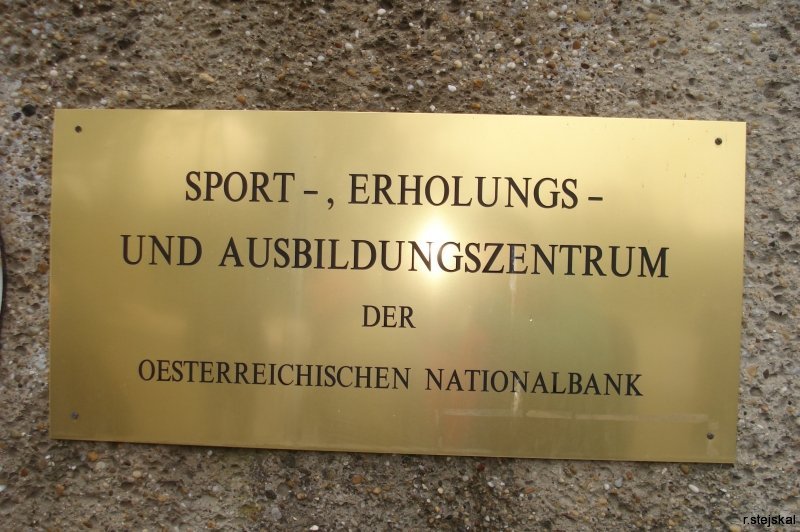 SPORT-, ERHOLUNGS-
UND AUSBILDUNGSZENTRUM
DER
OESTERREICHISCHEN NATIONALBANK
r.stejskal